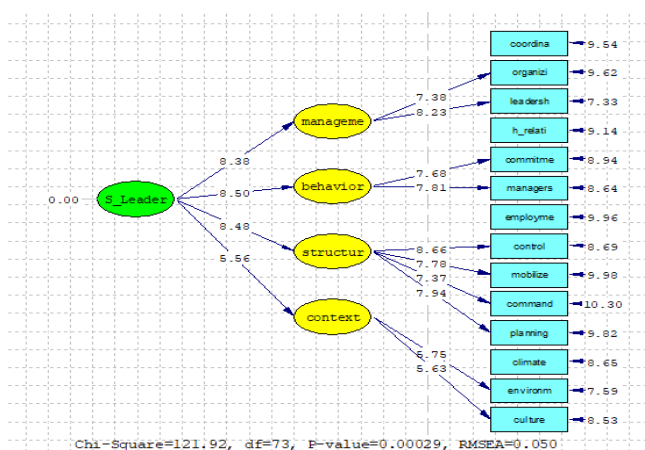 coordina 9.54
organizi 9.62
7.38
leadersh 7.33
8.23
manageme
h_relati 9.14
8.38
commitme 8.94
7.68
behavior
7.81
managers 8.64
8.50
0.00 S_Leader
employme 9.96
8.48
control 8.69
8.66
structur
7.78
mobilize 9.98
7.37
5.56
command 10.30
7.94
context
planning 9.82
climate 8.65
5.75
5.63
environm 7.59
culture 8.53
Chi-Square=121.92, df=73, P-value=0.00029, RMSEA=0.050